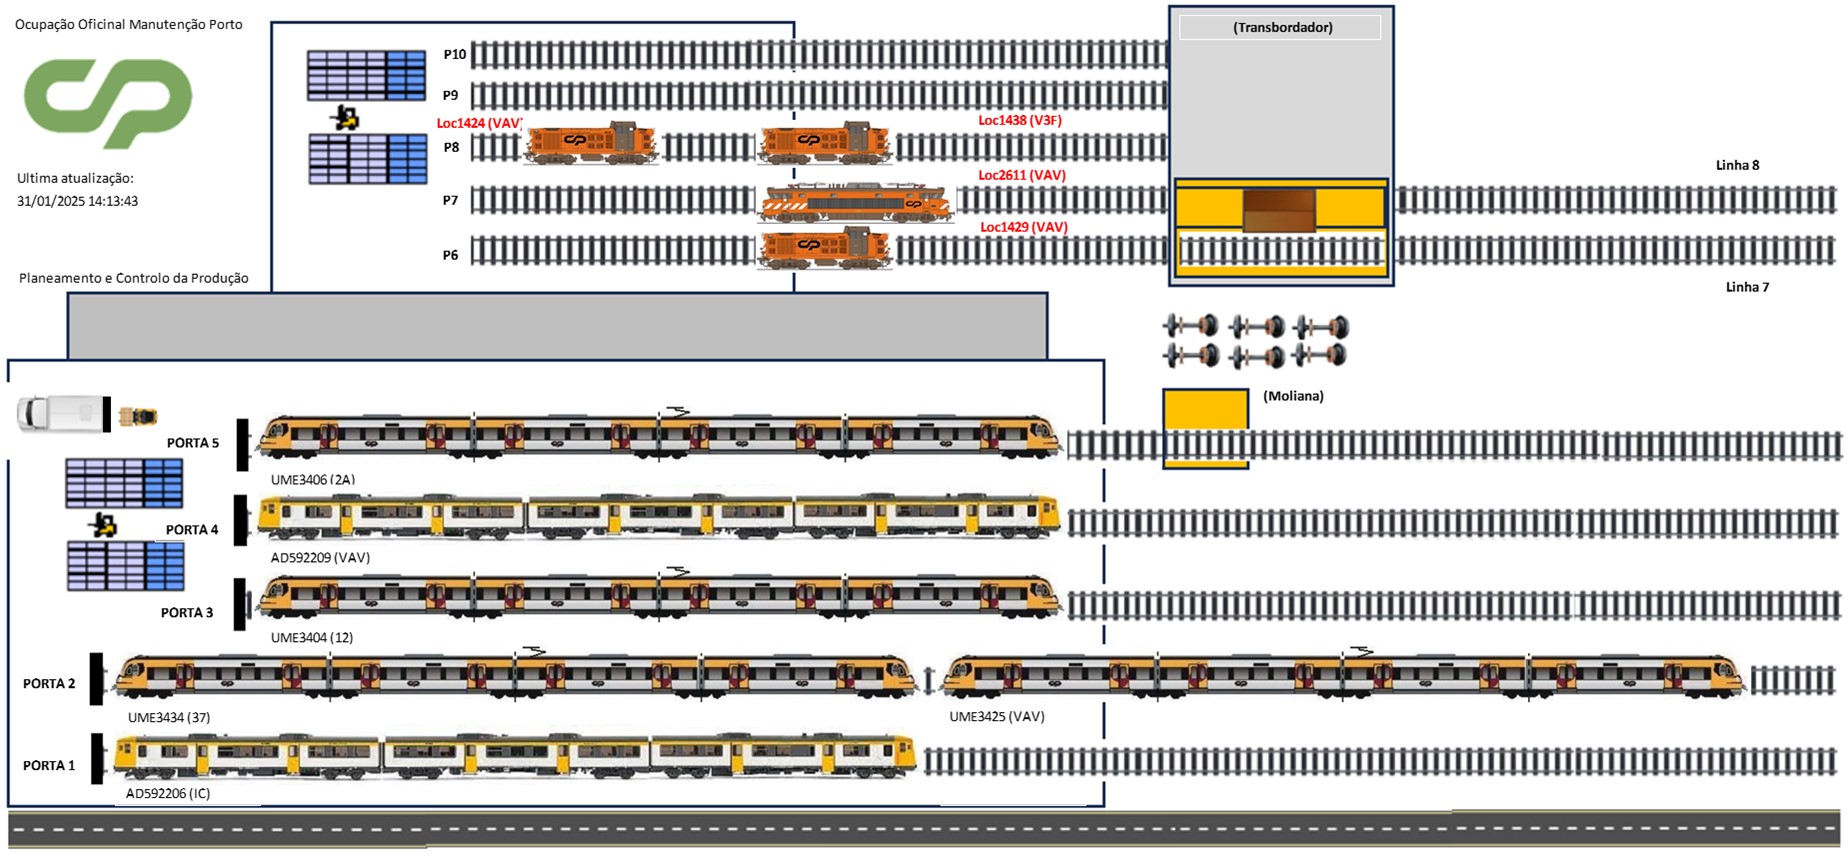 Ocupação Oficinal Manutenção Porto
CP
Ultima atualização:
31/01/2025 14:13:43
Planeamento e Controlo da Produção
P10
P9
Loc1424 (VAV)
Loc1438 (V3F)
P8
Loc2611 (VAV)
P7
Loc1429 (VAV)
P6
(Transbordador)
Linha 8
Linha 7
(Moliana)
PORTA 5
UME3406 (2A)
PORTA 4
AD592209 (VAV)
PORTA 3
UME3404 (12)
PORTA 2
UME3434 (37)
UME3425 (VAV)
PORTA 1
AD592206 (IC)